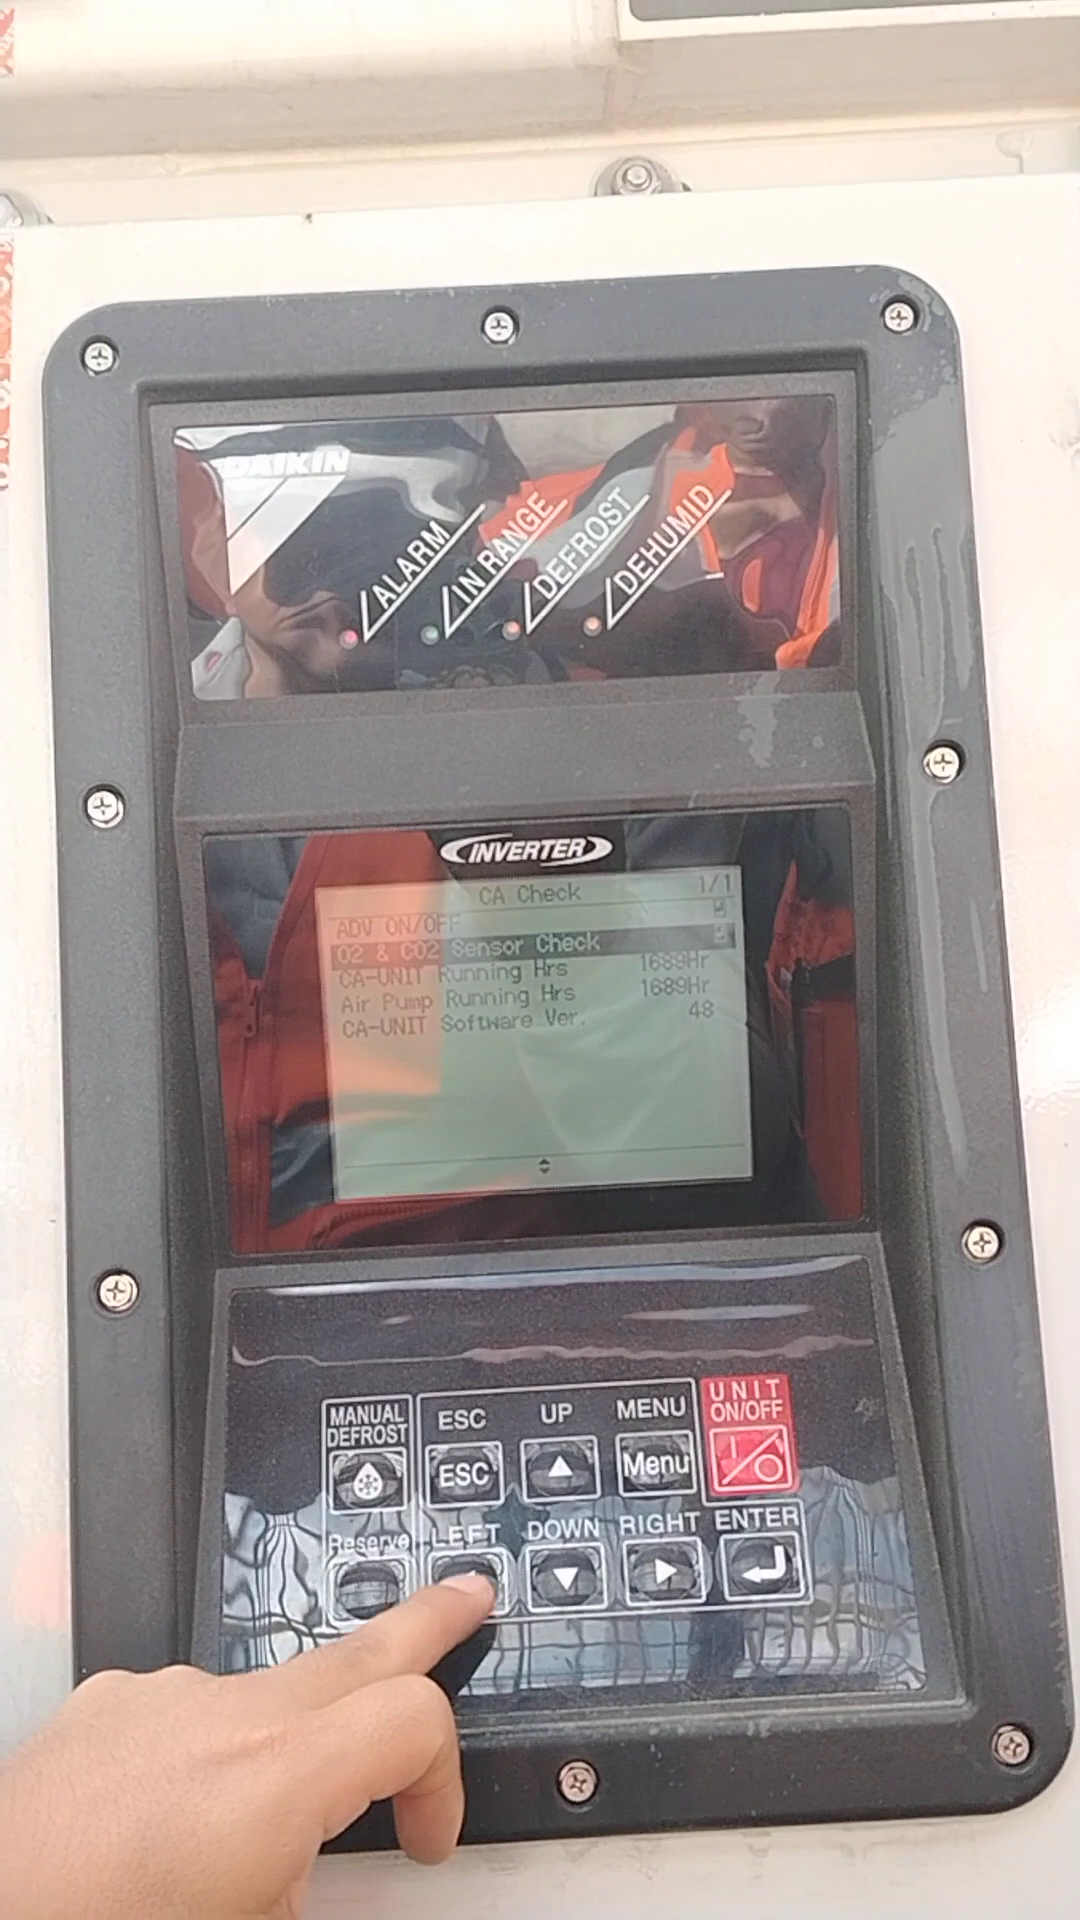 DAIKIN
ALARM
IN RANGE
DEFROST
DEHUMID
INVERTER
CA Check 1/1
ADV ON/OFF
O2 & CO2 Sensor Check
CA-UNIT Running Hrs 1689Hr
Air Pump Running Hrs 1689Hr
CA-UNIT Software Ver. 48
MANUAL DEFROST
ESC
UP
MENU
UNIT ON/OFF
ESC
Menu
Reserve
LEFT
DOWN
RIGHT
ENTER